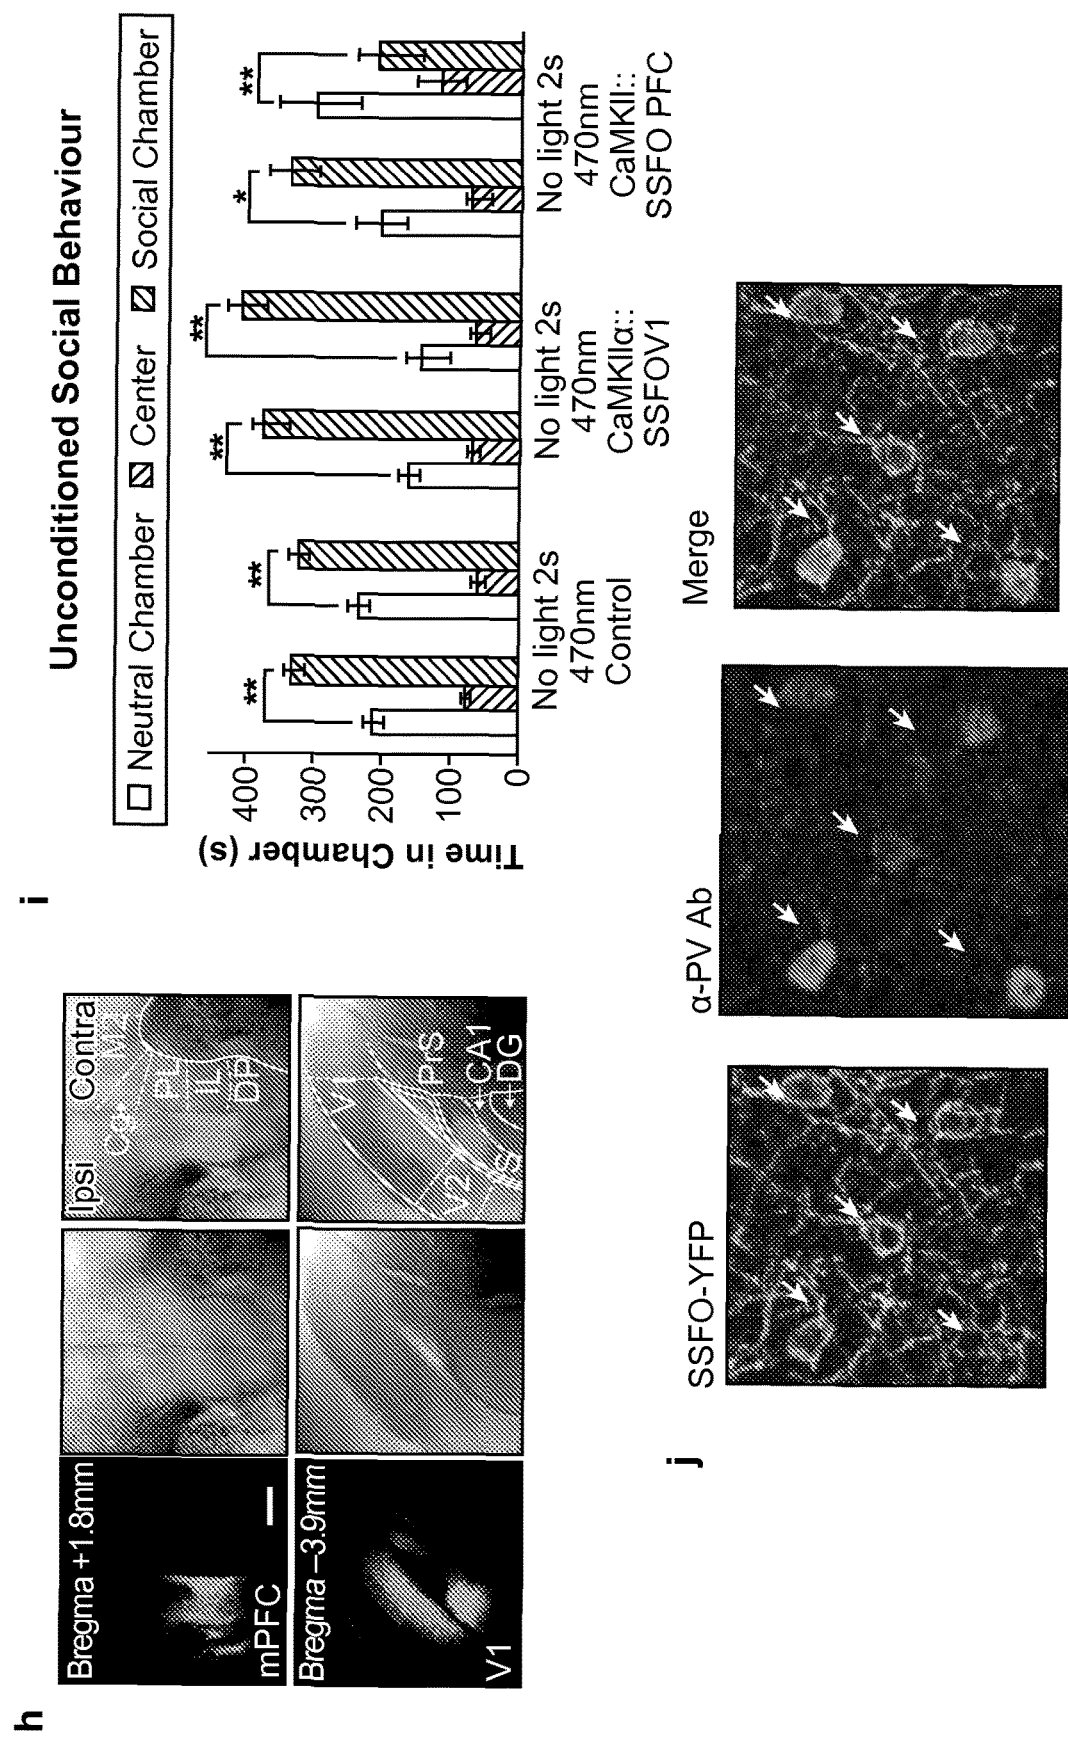 h
Bregma +1.8mm
mPFC
Ipsi Contra
Cg
M2
PL
IL
DP
Bregma –3.9mm
V1
V1
V2
PrS
CA1
DG
i
Unconditioned Social Behaviour
Neutral Chamber Center Social Chamber
Time in Chamber (s)
400
300
200
100
0
** ** ** ** * **
No light 2s No light 2s No light 2s
470nm 470nm 470nm
Control CaMKIIα:: CaMKII::
SSFOV1 SSFO PFC
j
SSFO-YFP α-PV Ab Merge